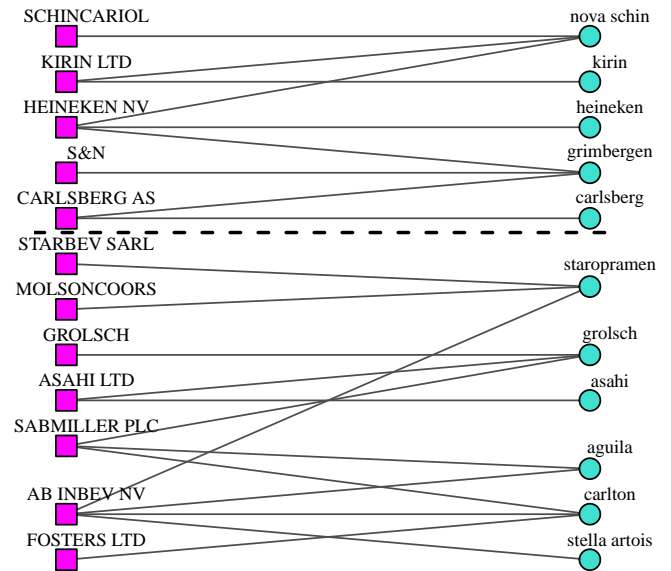 SCHINCARIOL
nova schin
KIRIN LTD
kirin
HEINEKEN NV
heineken
S&N
grimbergen
CARLSBERG AS
carlsberg
STARBEV SARL
staropramen
MOLSONCOORS
GROLSCH
grolsch
ASAHI LTD
asahi
SABMILLER PLC
aguila
AB INBEV NV
carlton
FOSTERS LTD
stella artois